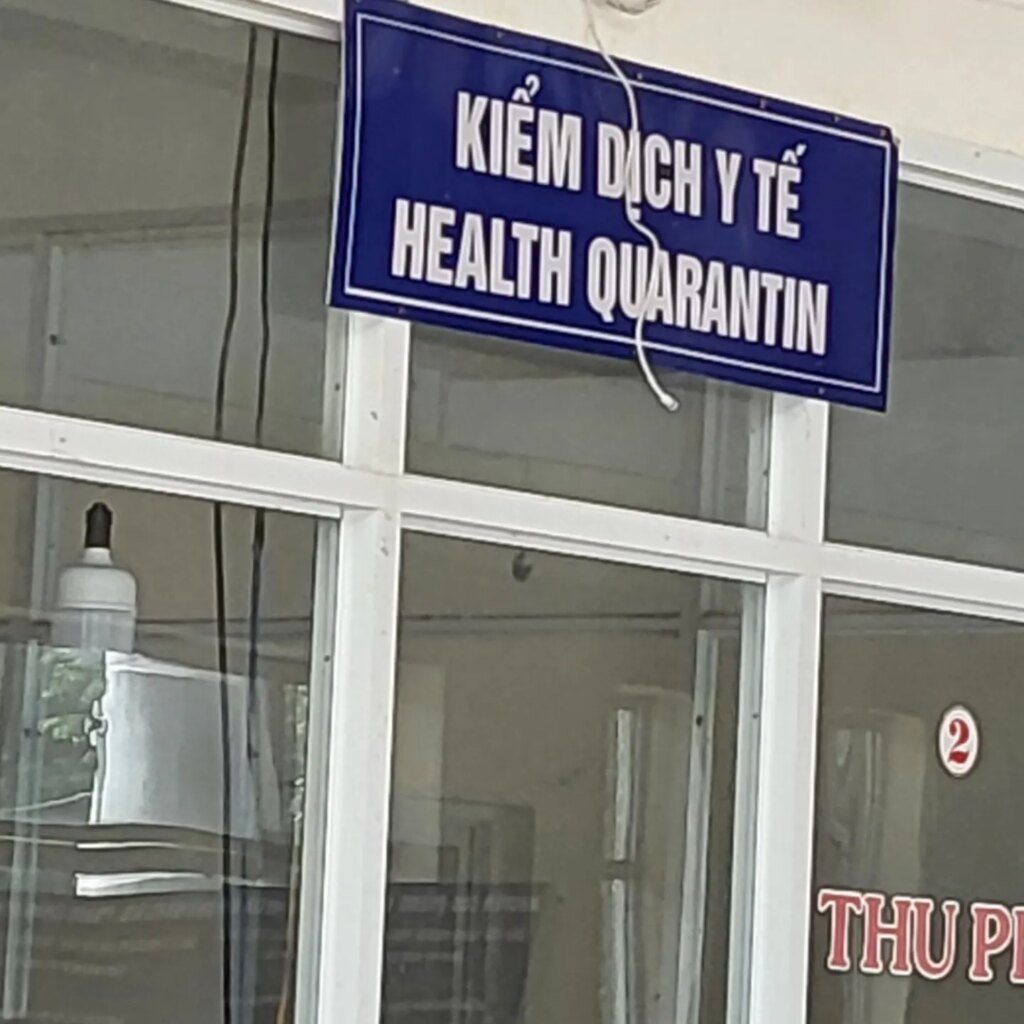 KIỂM DỊCH Y TẾ
HEALTH QUARANTIN
2
THU